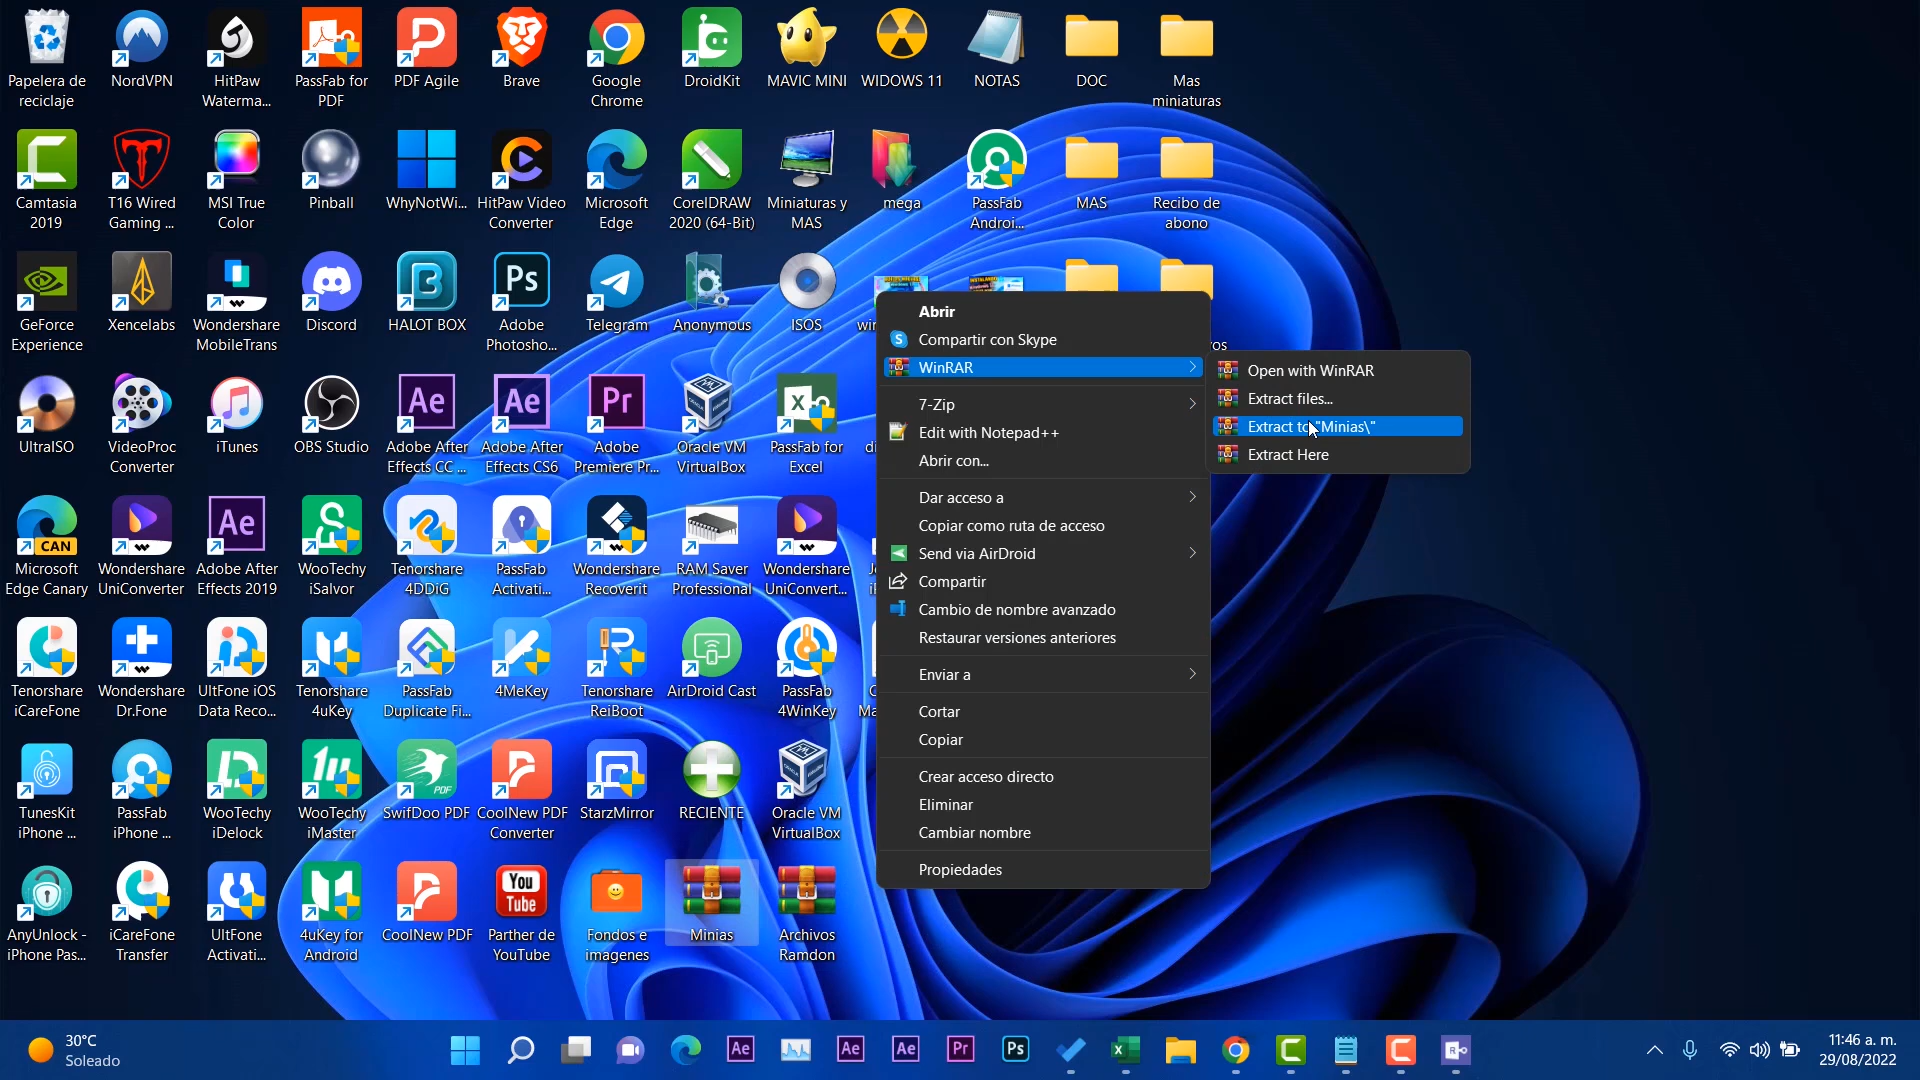 Papelera de
reciclaje
NordVPN
HitPaw
Waterma...
PassFab for
PDF
PDF Agile
Brave
Google
Chrome
DroidKit
MAVIC MINI
WIDOWS 11
NOTAS
DOC
Mas
miniaturas
Camtasia
2019
T16 Wired
Gaming ...
MSI True
Color
Pinball
WhyNotWi...
HitPaw Video
Converter
Microsoft
Edge
CorelDRAW
2020 (64-Bit)
Miniaturas y
MAS
mega
PassFab
Androi...
MAS
Recibo de
abono
GeForce
Experience
Xencelabs
Wondershare
MobileTrans
Discord
HALOT BOX
Ps
Adobe
Photosho...
Telegram
Anonymous
ISOS
UltraISO
VideoProc
Converter
iTunes
OBS Studio
Ae
Adobe After
Effects CC ...
Ae
Adobe After
Effects CS6
Pr
Adobe
Premiere Pr...
Oracle VM
VirtualBox
PassFab for
Excel
CAN
Microsoft
Edge Canary
Wondershare
UniConverter
Ae
Adobe After
Effects 2019
WooTechy
iSalvor
Tenorshare
4DDiG
PassFab
Activati...
Wondershare
Recoverit
RAM Saver
Professional
Wondershare
UniConvert...
Tenorshare
iCareFone
Wondershare
Dr.Fone
UltFone iOS
Data Reco...
Tenorshare
4uKey
PassFab
Duplicate Fi...
4MeKey
Tenorshare
ReiBoot
AirDroid Cast
PassFab
4WinKey
TunesKit
iPhone ...
PassFab
iPhone ...
WooTechy
iDelock
WooTechy
iMaster
PDF
SwifDoo PDF
CoolNew PDF
Converter
StarzMirror
RECIENTE
Oracle VM
VirtualBox
AnyUnlock -
iPhone Pas...
iCareFone
Transfer
UltFone
Activati...
4uKey for
Android
CoolNew PDF
You
Tube
Parther de
YouTube
Fondos e
imagenes
Minias
Archivos
Ramdon
Abrir
Compartir con Skype
WinRAR
7-Zip
Edit with Notepad++
Abrir con...
Dar acceso a
Copiar como ruta de acceso
Send via AirDroid
Compartir
Cambio de nombre avanzado
Restaurar versiones anteriores
Enviar a
Cortar
Copiar
Crear acceso directo
Eliminar
Cambiar nombre
Propiedades
Open with WinRAR
Extract files...
Extract to "Minias\"
Extract Here
30°C
Soleado
Ae
Ae
Ae
Pr
Ps
11:46 a. m.
29/08/2022